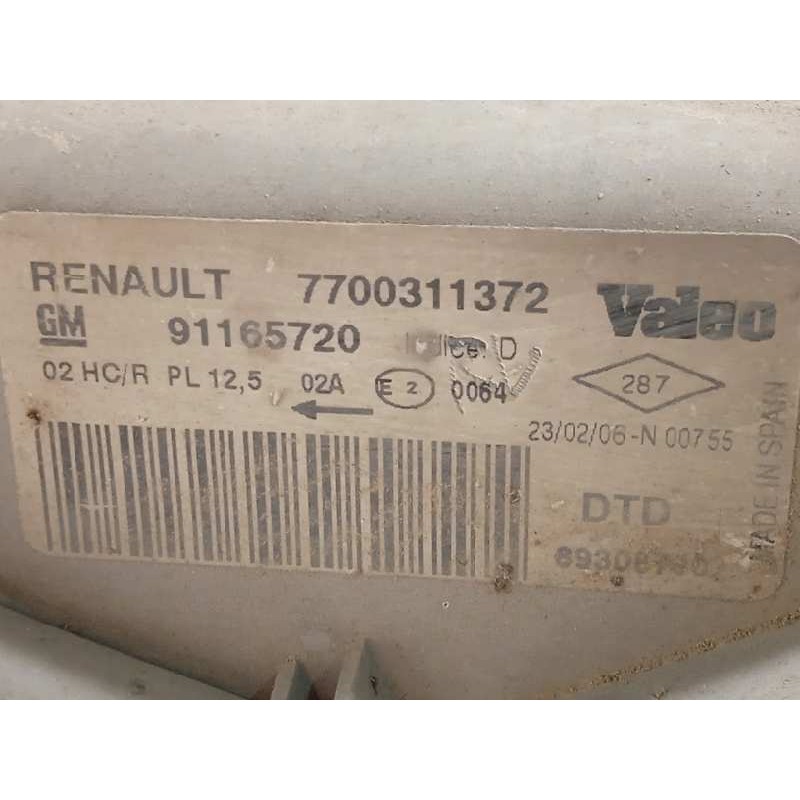 RENAULT 7700311372 Valeo
GM 91165720 D
02 HC/R PL 12,5 02A E 2 0064 287
23/02/06-N 00755
DTD
MADE IN SPAIN